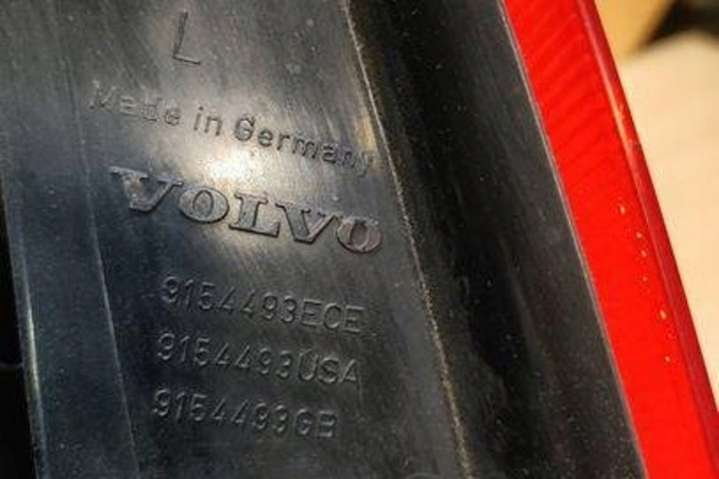 L
Made in Germany
VOLVO
9154493ECE
9154493USA
9154493GB